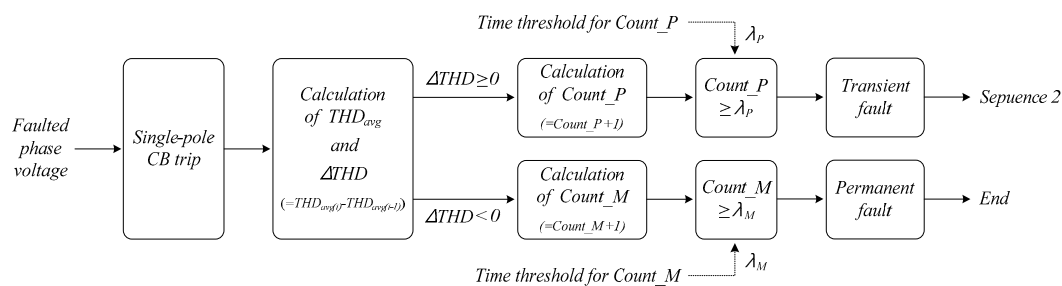 Time threshold for Count_P
λP
Faulted
phase
voltage
Single-pole
CB trip
Calculation
of THDavg
and
ΔTHD
(=THDavg(i)-THDavg(i-1))
ΔTHD≥0
Calculation
of Count_P
(=Count_P+1)
Count_P
≥λP
Transient
fault
Sepuence 2
ΔTHD<0
Calculation
of Count_M
(=Count_M+1)
Count_M
≥λM
Permanent
fault
End
Time threshold for Count_M
λM